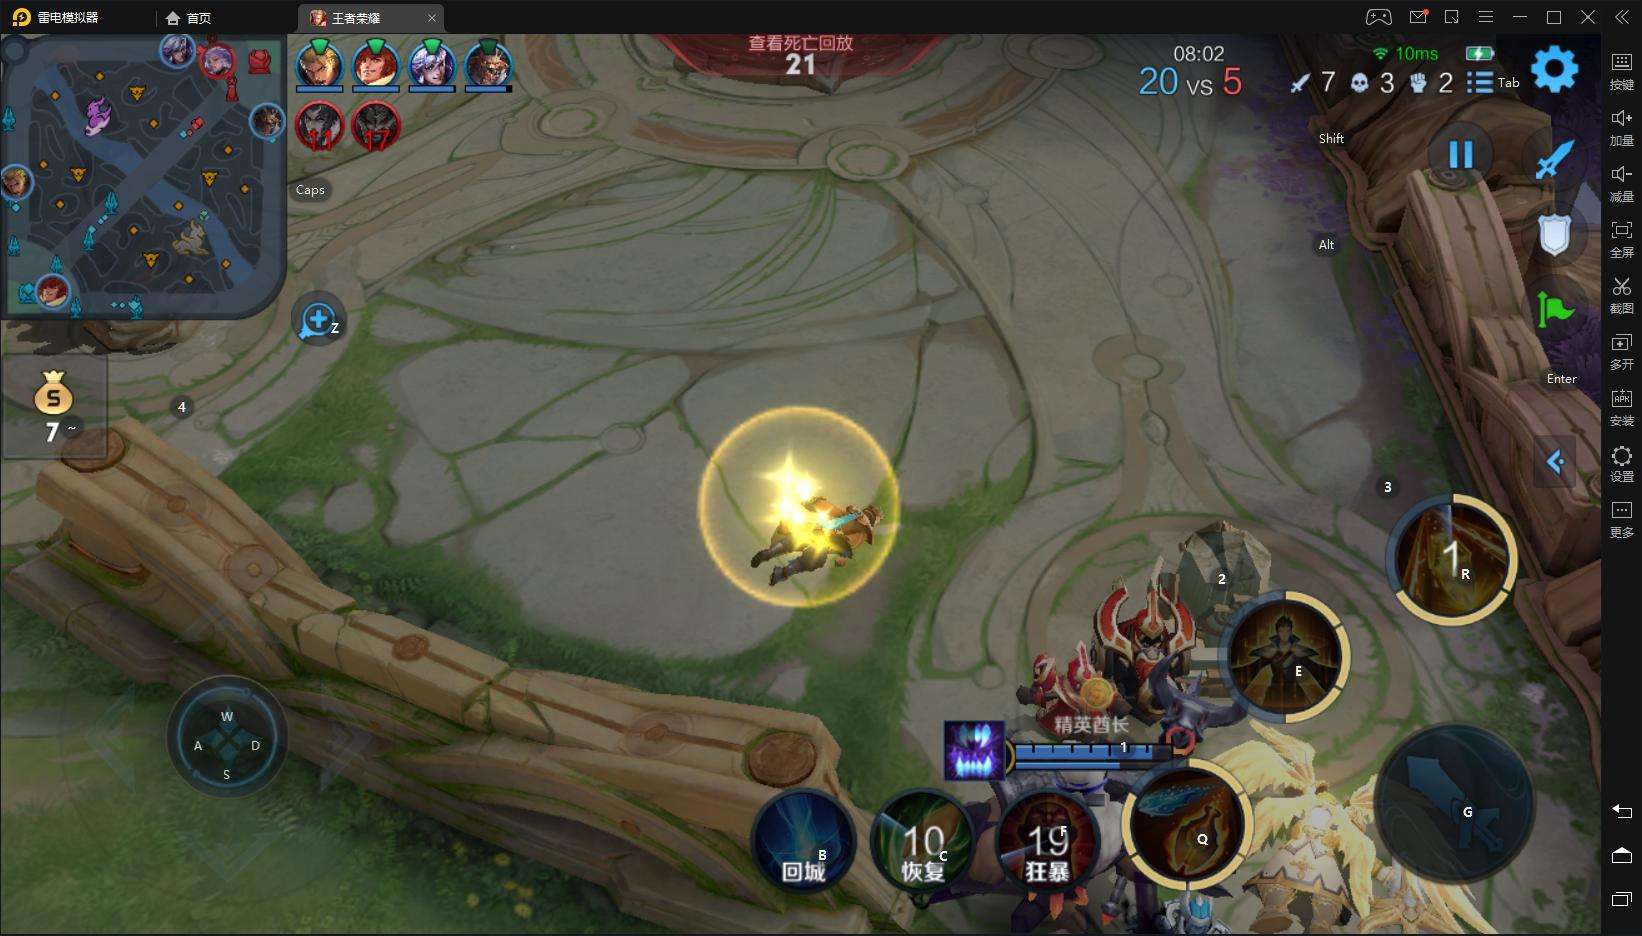 雷电模拟器
首页
王者荣耀
查看死亡回放
21
08:02
10ms
20 vs 5
7
3
2
Tab
11
17
Caps
Shift
Alt
Z
4
7 ~
S
Enter
3
1
R
2
E
W
A
D
S
精英酋长
1
G
Q
B
回城
10
C
恢复
19
F
狂暴
按键
加量
减量
全屏
截图
多开
APK
安装
设置
更多